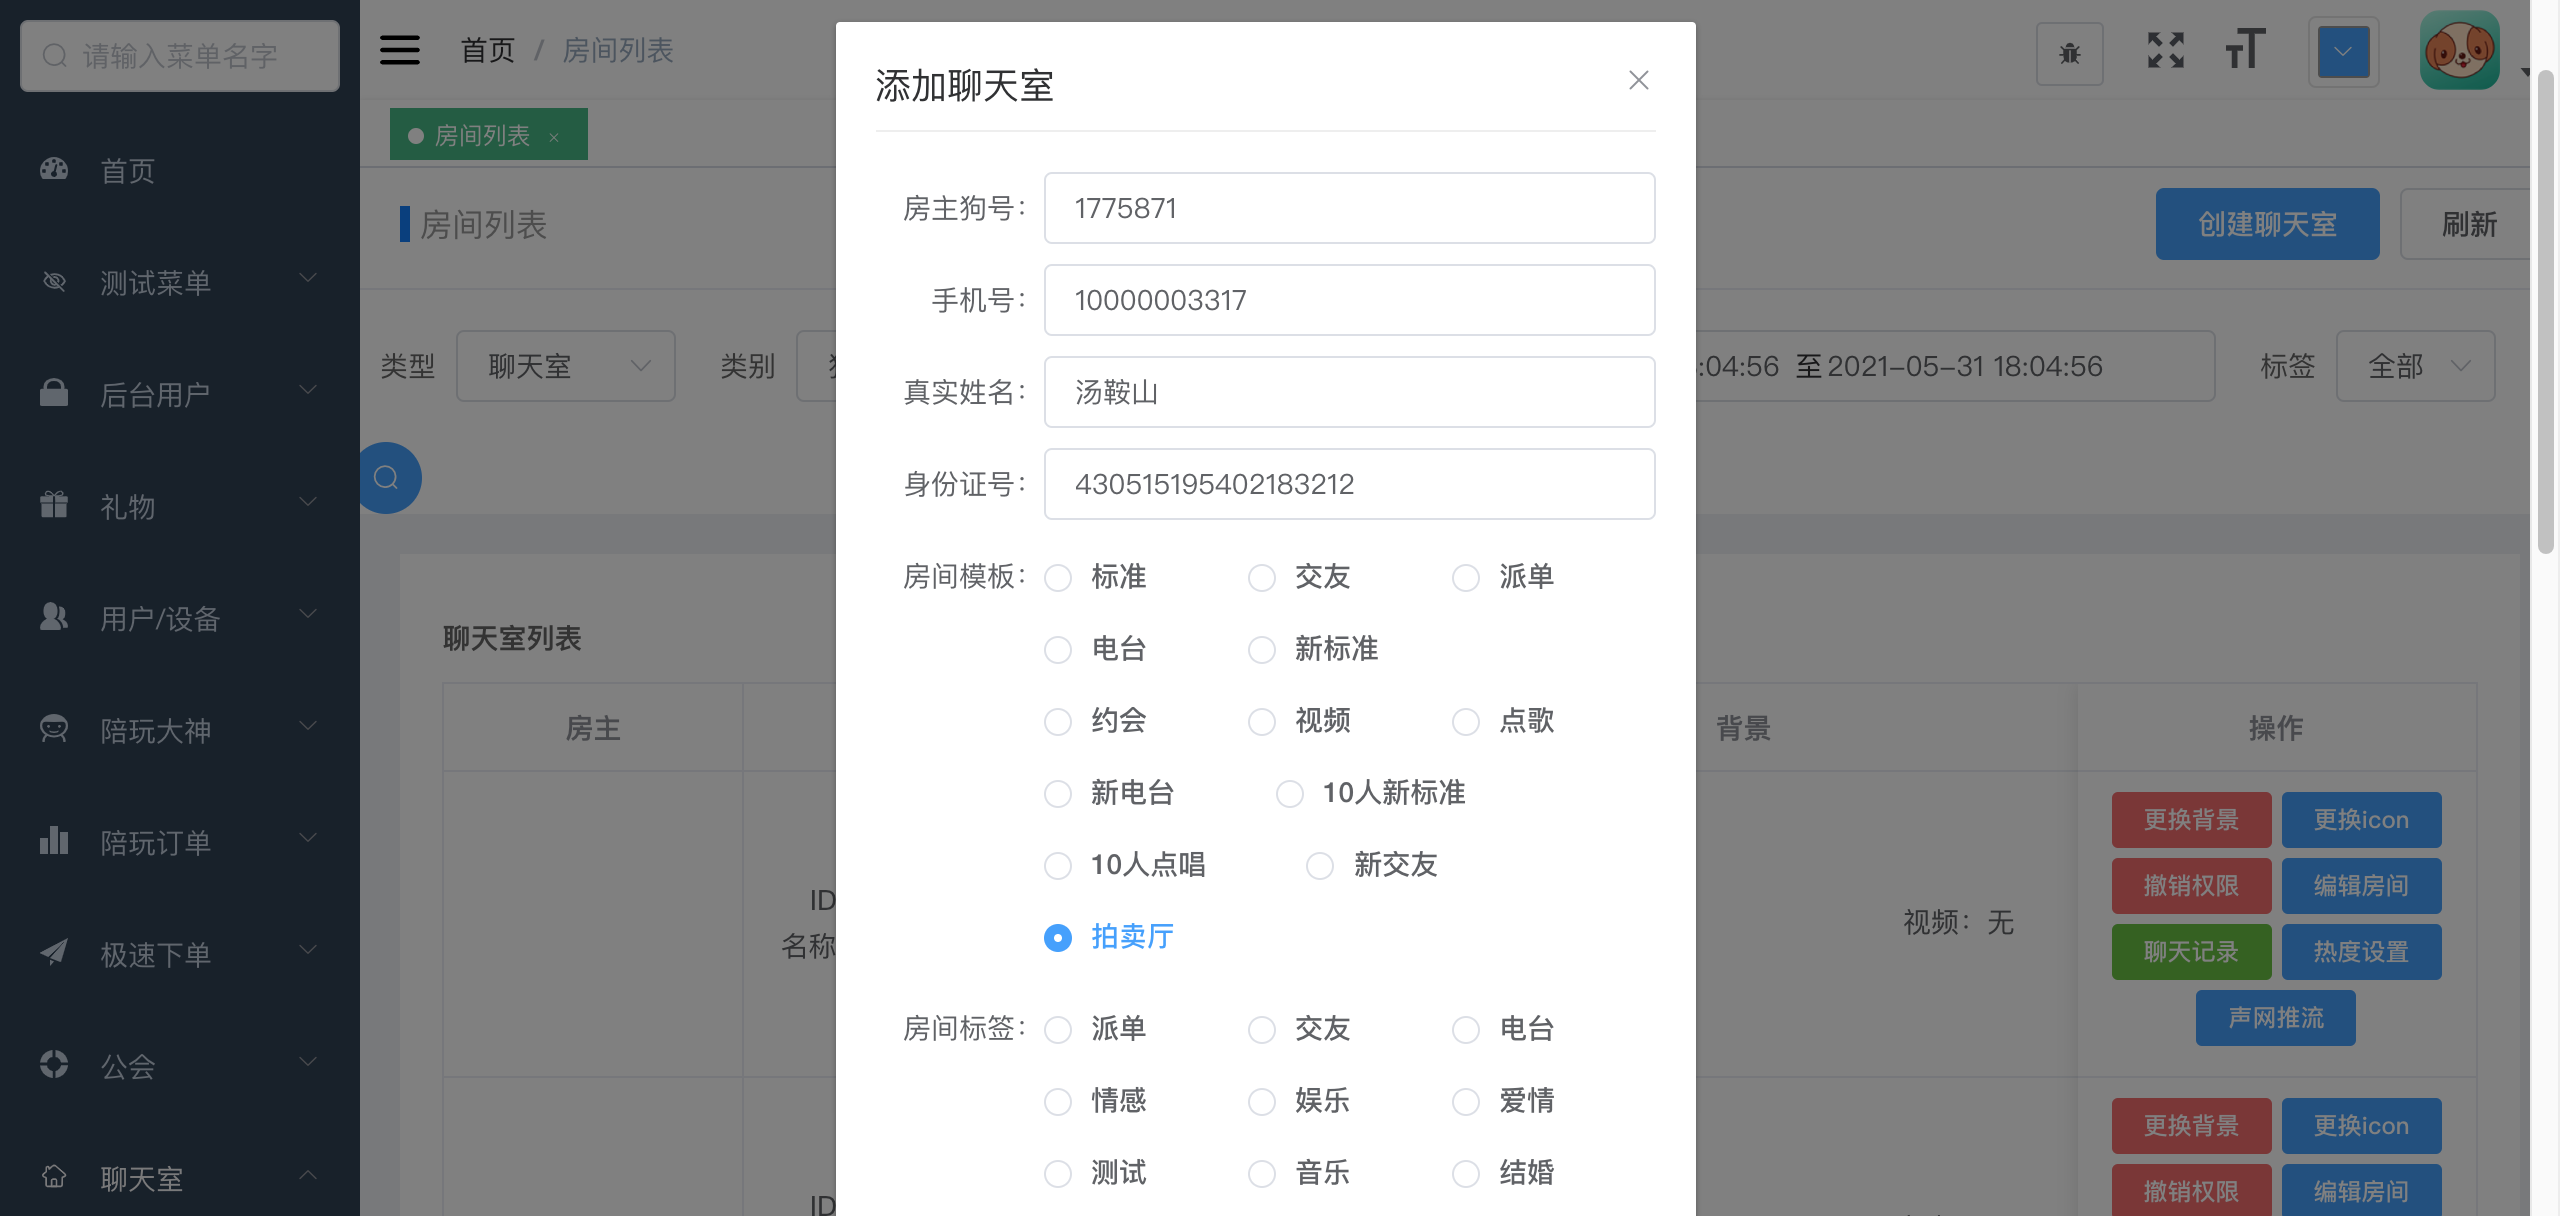 请输入菜单名字
首页
测试菜单
后台用户
礼物
用户/设备
陪玩大神
陪玩订单
极速下单
公会
聊天室
首页 / 房间列表
房间列表 ×
房间列表
创建聊天室
刷新
类型 聊天室
类别
:04:56 至 2021-05-31 18:04:56
标签 全部
聊天室列表
房主
背景
操作
ID
名称
视频：无
更换背景 更换icon
撤销权限 编辑房间
聊天记录 热度设置
声网推流
ID
更换背景 更换icon
撤销权限 编辑房间
添加聊天室
房主狗号： 1775871
手机号： 10000003317
真实姓名： 汤鞍山
身份证号： 430515195402183212
房间模板： 标准 交友 派单
电台 新标准
约会 视频 点歌
新电台 10人新标准
10人点唱 新交友
拍卖厅
房间标签： 派单 交友 电台
情感 娱乐 爱情
测试 音乐 结婚